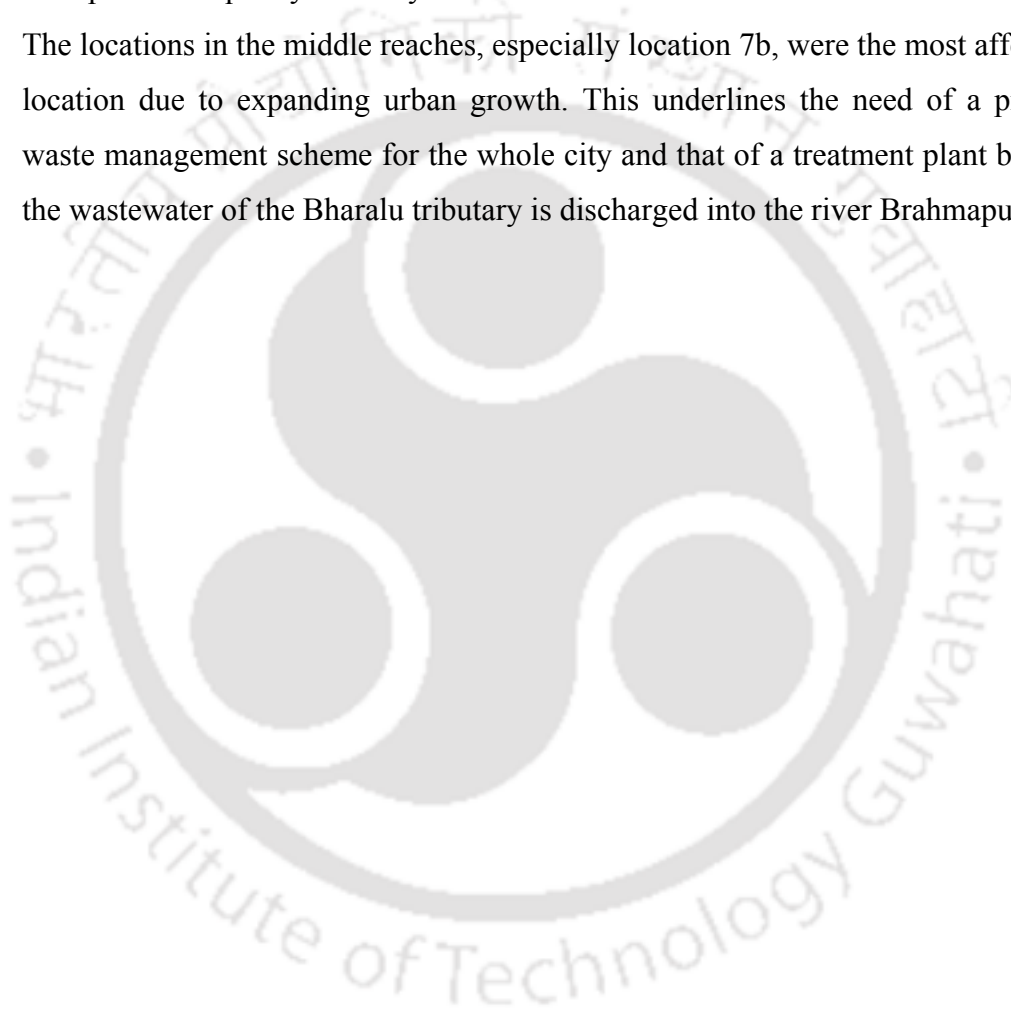 The locations in the middle reaches, especially location 7b, were the most aff
location due to expanding urban growth. This underlines the need of a p
waste management scheme for the whole city and that of a treatment plant b
the wastewater of the Bharalu tributary is discharged into the river Brahmapu
भारतीय प्रौद्योगिकी संस्थान गुवाहाटी
• Indian Institute of Technology Guwahati •